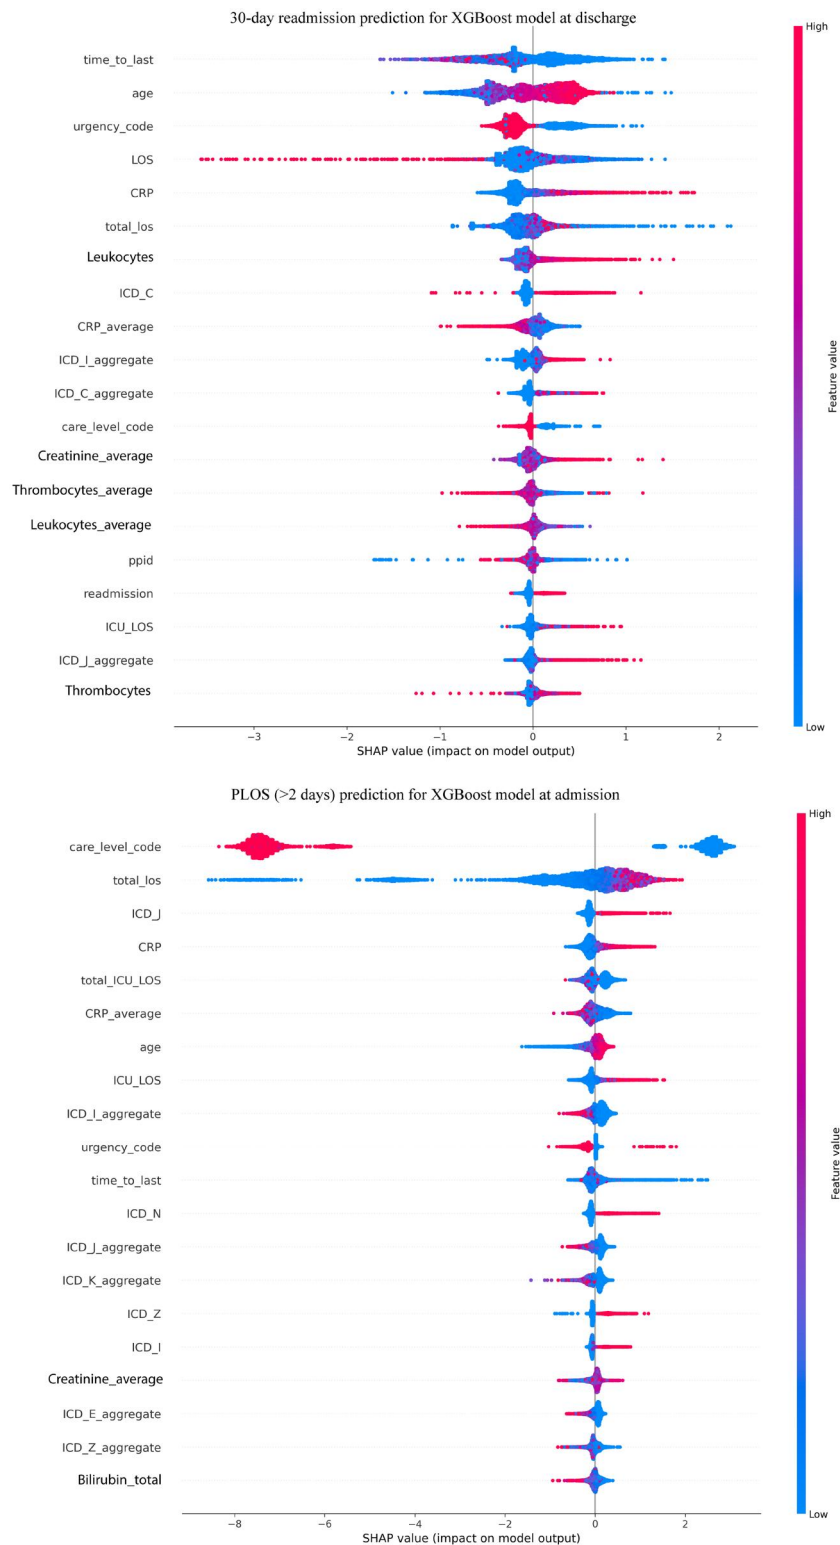 30-day readmission prediction for XGBoost model at discharge
High
time_to_last
age
urgency_code
LOS
CRP
total_los
Leukocytes
ICD_C
CRP_average
ICD_I_aggregate
ICD_C_aggregate
care_level_code
Creatinine_average
Thrombocytes_average
Leukocytes_average
ppid
readmission
ICU_LOS
ICD_J_aggregate
Thrombocytes
Feature value
Low
−3 −2 −1 0 1 2
SHAP value (impact on model output)
PLOS (>2 days) prediction for XGBoost model at admission
High
care_level_code
total_los
ICD_J
CRP
total_ICU_LOS
CRP_average
age
ICU_LOS
ICD_I_aggregate
urgency_code
time_to_last
ICD_N
ICD_J_aggregate
ICD_K_aggregate
ICD_Z
ICD_I
Creatinine_average
ICD_E_aggregate
ICD_Z_aggregate
Bilirubin_total
Feature value
Low
−8 −6 −4 −2 0 2
SHAP value (impact on model output)